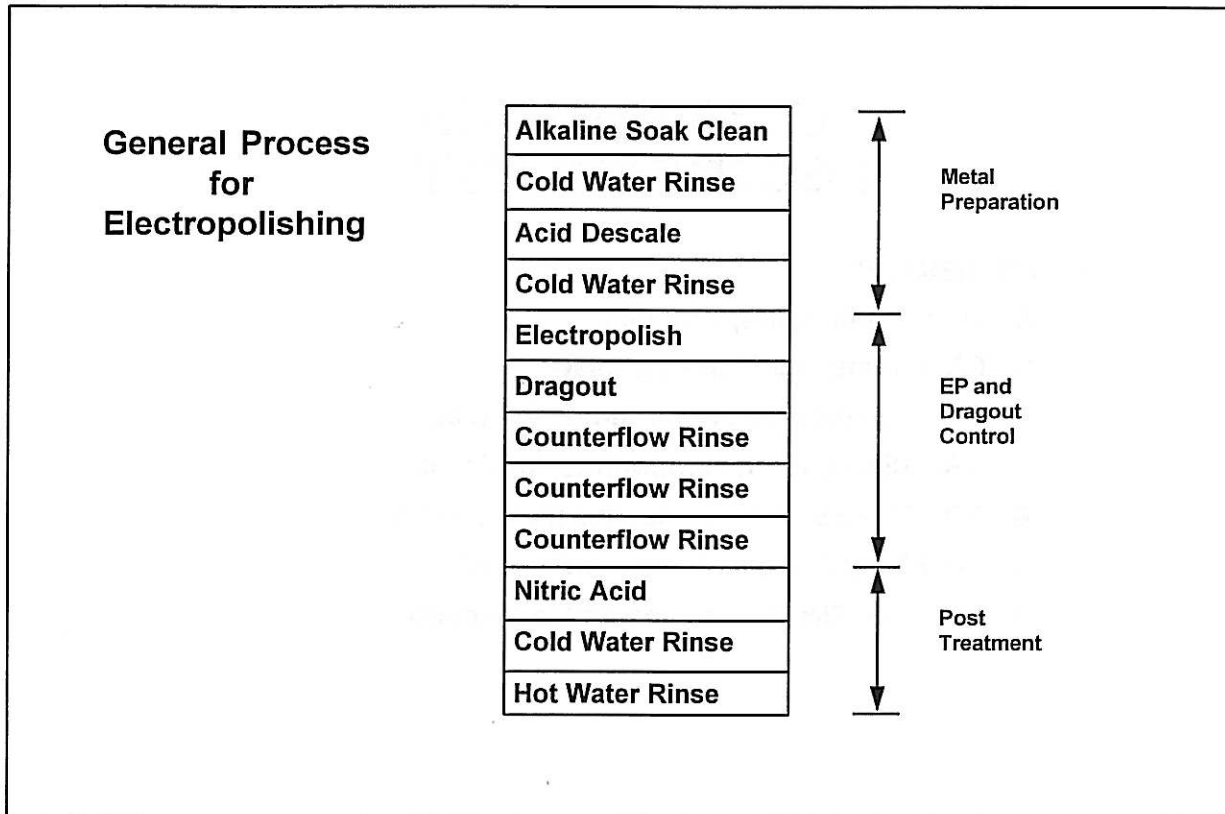 General Process
for
Electropolishing
Alkaline Soak Clean
Cold Water Rinse
Acid Descale
Cold Water Rinse
Electropolish
Dragout
Counterflow Rinse
Counterflow Rinse
Counterflow Rinse
Nitric Acid
Cold Water Rinse
Hot Water Rinse
Metal
Preparation
EP and
Dragout
Control
Post
Treatment